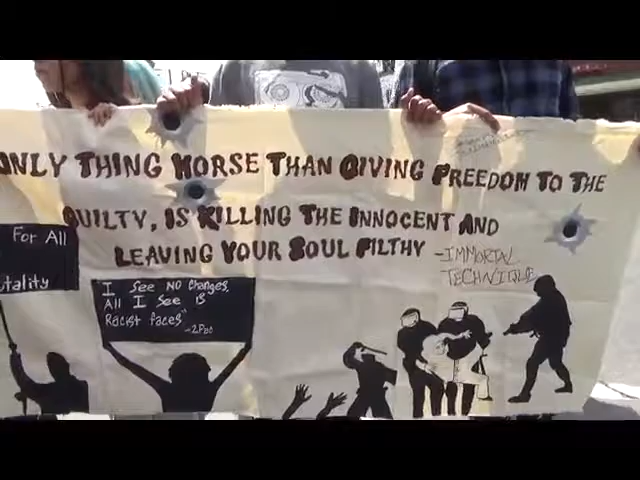 ONLY THING WORSE THAN GIVING FREEDOM TO THE
GUILTY, IS KILLING THE INNOCENT AND
LEAVING YOUR SOUL FILTHY -IMMORTAL
TECHNIQUE
For All
utality
I See NO Changes,
All I See is
Racist faces"
-2Pac